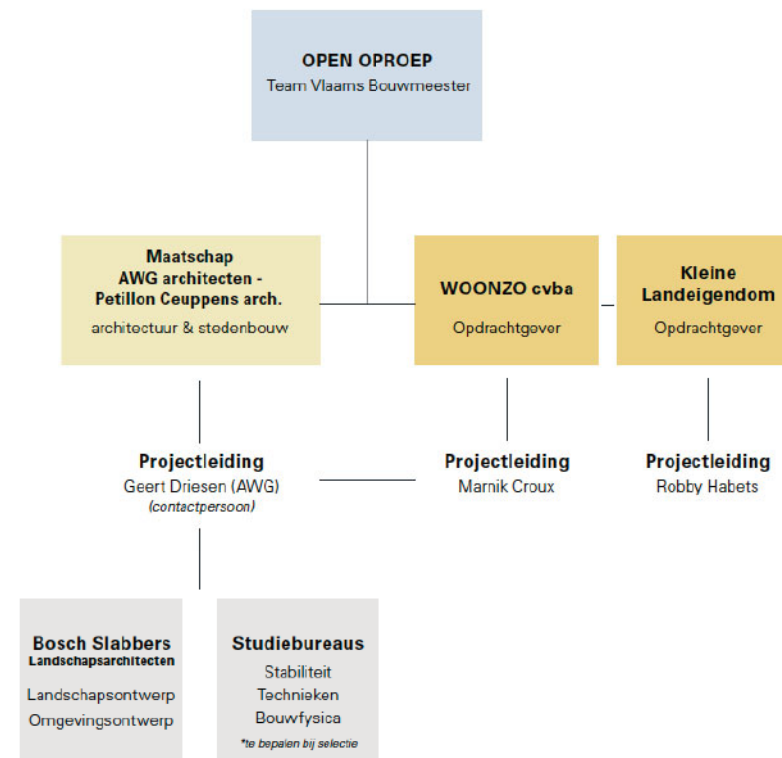 OPEN OPROEP
Team Vlaams Bouwmeester
Maatschap
AWG architecten -
Petillon Ceuppens arch.
architectuur & stedenbouw
WOONZO cvba
Opdrachtgever
Kleine
Landeigendom
Opdrachtgever
Projectleiding
Geert Driesen (AWG)
(contactpersoon)
Projectleiding
Marnik Croux
Projectleiding
Robby Habets
Bosch Slabbers
Landschapsarchitecten
Landschapsontwerp
Omgevingsontwerp
Studiebureaus
Stabiliteit
Technieken
Bouwfysica
*te bepalen bij selectie